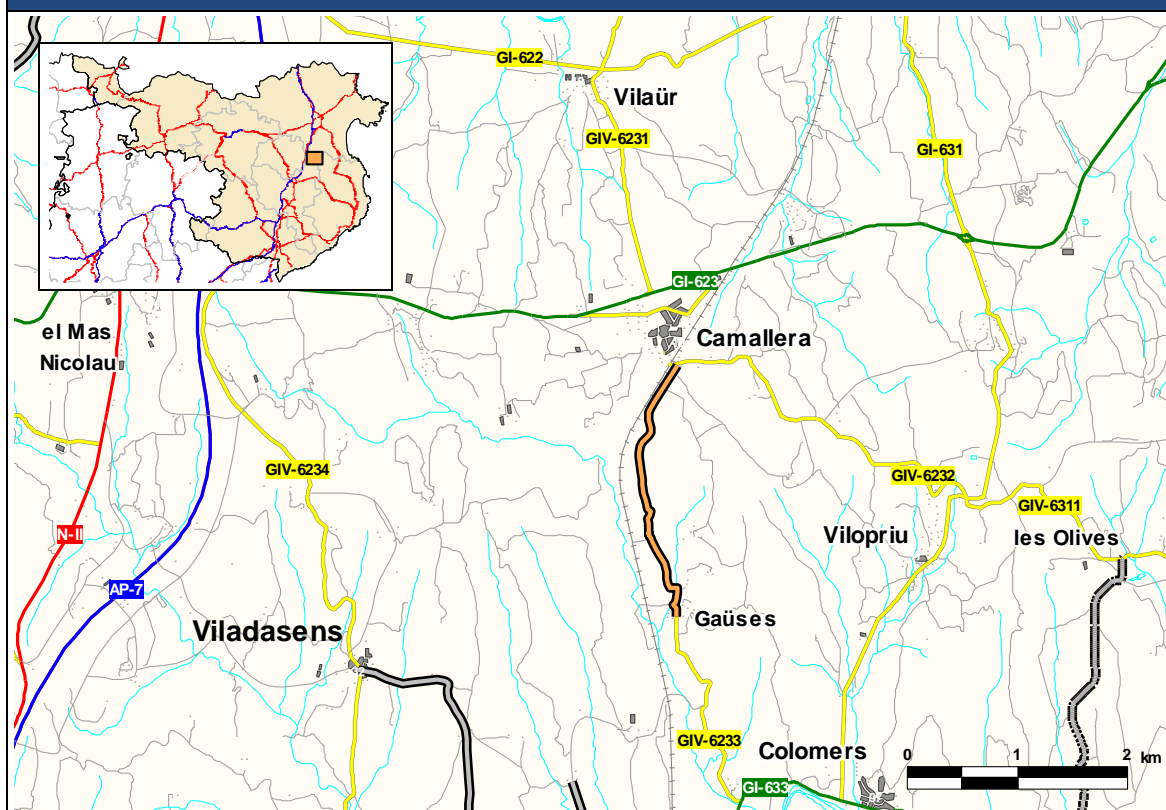 GI-622
Vilaür
GIV-6231
GI-631
GI-623
el Mas
Nicolau
Camallera
GIV-6234
GIV-6232
GIV-6311
N-II
Vilopriu
les Olives
AP-7
Gaüses
Viladasens
GIV-6233
Colomers
0 1 2 km
GI-633